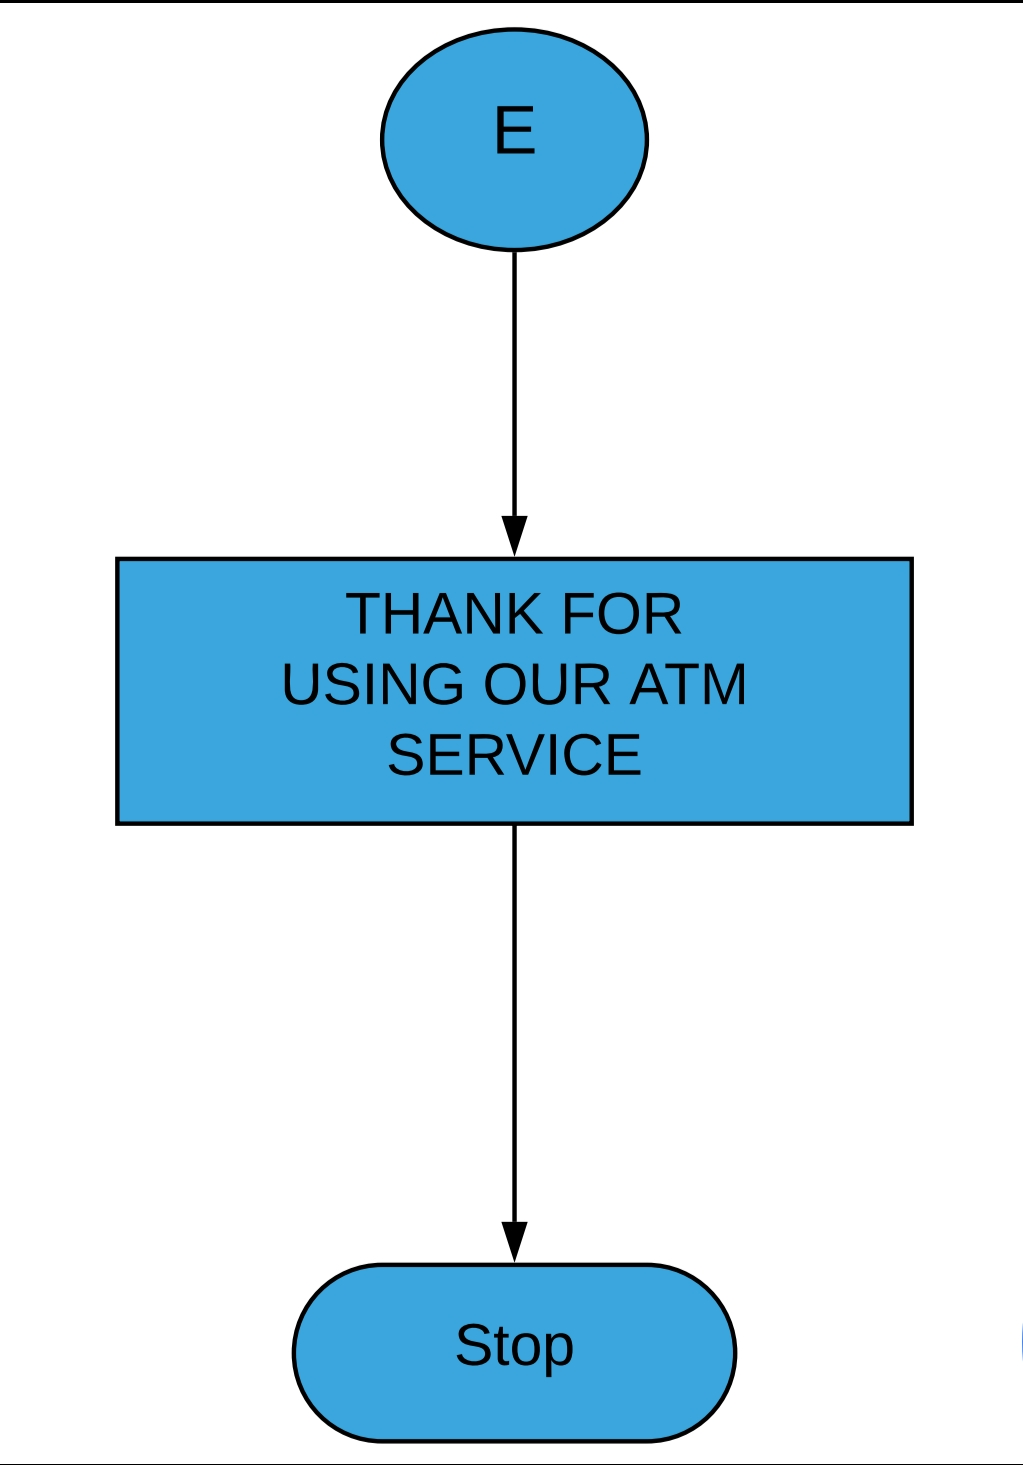 E
THANK FOR
USING OUR ATM
SERVICE
Stop